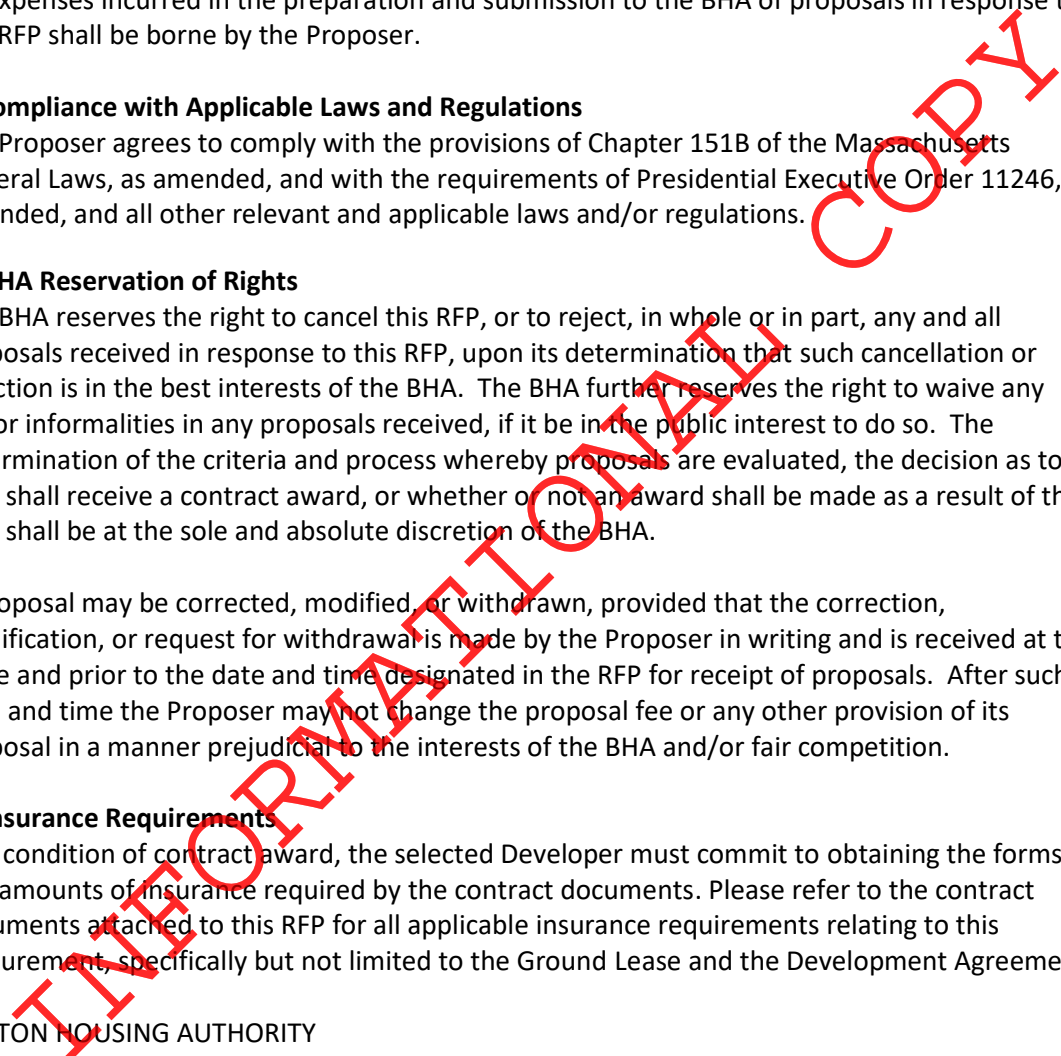 xpenses incurred in the preparation and submission to the BHA of proposals in response t
RFP shall be borne by the Proposer.
ompliance with Applicable Laws and Regulations
Proposer agrees to comply with the provisions of Chapter 151B of the Massachusetts
eral Laws, as amended, and with the requirements of Presidential Executive Order 11246,
nded, and all other relevant and applicable laws and/or regulations.
HA Reservation of Rights
BHA reserves the right to cancel this RFP, or to reject, in whole or in part, any and all
posals received in response to this RFP, upon its determination that such cancellation or
ction is in the best interests of the BHA.  The BHA further reserves the right to waive any
or informalities in any proposals received, if it be in the public interest to do so.  The
ermination of the criteria and process whereby proposals are evaluated, the decision as to
shall receive a contract award, or whether or not an award shall be made as a result of th
shall be at the sole and absolute discretion of the BHA.
oposal may be corrected, modified, or withdrawn, provided that the correction,
ification, or request for withdrawal is made by the Proposer in writing and is received at t
e and prior to the date and time designated in the RFP for receipt of proposals.  After such
and time the Proposer may not change the proposal fee or any other provision of its
posal in a manner prejudicial to the interests of the BHA and/or fair competition.
nsurance Requirements
condition of contract award, the selected Developer must commit to obtaining the forms
amounts of insurance required by the contract documents. Please refer to the contract
uments attached to this RFP for all applicable insurance requirements relating to this
urement, specifically but not limited to the Ground Lease and the Development Agreeme
TON HOUSING AUTHORITY
INFORMATIONAL COPY